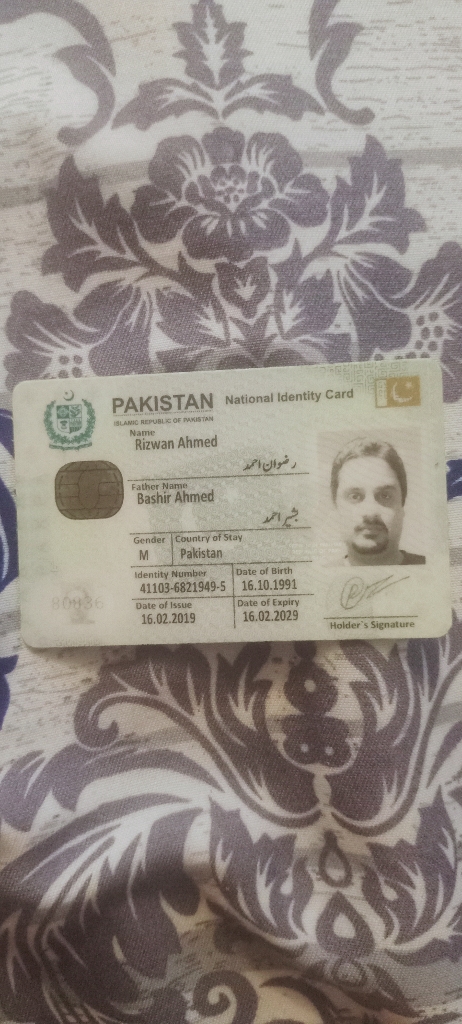 PAKISTAN National Identity Card
ISLAMIC REPUBLIC OF PAKISTAN
Name
Rizwan Ahmed
رضوان احمد
Father Name
Bashir Ahmed
بشیر احمد
Gender Country of Stay
M Pakistan
Identity Number Date of Birth
41103-6821949-5 16.10.1991
Date of Issue Date of Expiry
16.02.2019 16.02.2029
Holder's Signature